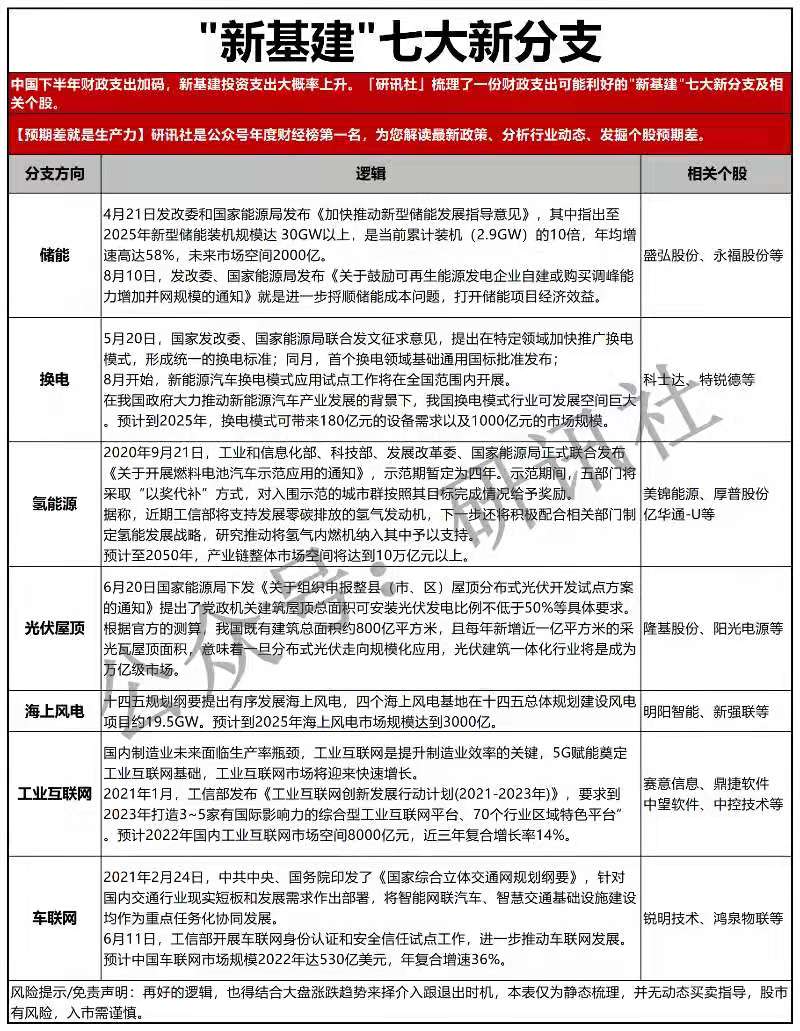 "新基建"七大新分支
中国下半年财政支出加码，新基建投资支出大概率上升。「研讯社」梳理了一份财政支出可能利好的"新基建"七大新分支及相
关个股。
【预期差就是生产力】研讯社是公众号年度财经榜第一名，为您解读最新政策、分析行业动态、发掘个股预期差。
分支方向 逻辑 相关个股
4月21日发改委和国家能源局发布《加快推动新型储能发展指导意见》，其中指出至
2025年新型储能装机规模达 30GW以上，是当前累计装机（2.9GW）的10倍，年均增
速高达58%，未来市场空间2000亿。
8月10日，发改委、国家能源局发布《关于鼓励可再生能源发电企业自建或购买调峰能
力增加并网规模的通知》就是进一步将顺储能成本问题，打开储能项目经济效益。
储能
盛弘股份、永福股份等
5月20日，国家发改委、国家能源局联合发文征求意见，提出在特定领域加快推广换电
模式，形成统一的换电标准；同月，首个换电领域基础通用国标批准发布；
8月开始，新能源汽车换电模式应用试点工作将在全国范围内开展。
在我国政府大力推动新能源汽车产业发展的背景下，我国换电模式行业可发展空间巨大
。预计到2025年，换电模式可带来180亿元的设备需求以及1000亿元的市场规模。
换电
科士达、特锐德等
2020年9月21日，工业和信息化部、科技部、发展改革委、国家能源局正式联合发布
《关于开展燃料电池汽车示范应用的通知》，示范期暂定为四年。示范期间，五部门将
采取“以奖代补”方式，对入围示范的城市群按照其目标完成情况给予奖励。
据称，近期工信部将支持发展零碳排放的氢气发动机，下一步还将积极配合相关部门制
定氢能发展战略，研究推动将氢气内燃机纳入其中予以支持。
预计至2050年，产业链整体市场空间将达到10万亿元以上。
氢能源
美锦能源、厚普股份
亿华通-U等
6月20日国家能源局下发《关于组织申报整县（市、区）屋顶分布式光伏开发试点方案
的通知》提出了党政机关建筑屋顶总面积可安装光伏发电比例不低于50%等具体要求。
根据官方的测算，我国既有建筑总面积约800亿平方米，且每年新增近一亿平方米的采
光瓦屋顶面积，意味着一旦分布式光伏走向规模化应用，光伏建筑一体化行业将是成为
万亿级市场。
光伏屋顶
隆基股份、阳光电源等
十四五规划纲要提出有序发展海上风电，四个海上风电基地在十四五总体规划建设风电
项目约19.5GW。预计到2025年海上风电市场规模达到3000亿。
海上风电
明阳智能、新强联等
国内制造业未来面临生产率瓶颈，工业互联网是提升制造业效率的关键，5G赋能奠定
工业互联网基础，工业互联网市场将迎来快速增长。
2021年1月，工信部发布《工业互联网创新发展行动计划(2021-2023年)》，要求到
2023年打造3~5家有国际影响力的综合型工业互联网平台、70个行业区域特色平台“
。预计2022年国内工业互联网市场空间8000亿元，近三年复合增长率14%。
工业互联网
赛意信息、鼎捷软件
中望软件、中控技术等
2021年2月24日，中共中央、国务院印发了《国家综合立体交通网规划纲要》，针对
国内交通行业现实短板和发展需求作出部署，将智能网联汽车、智慧交通基础设施建设
均作为重点任务化协同发展。
6月11日，工信部开展车联网身份认证和安全信任试点工作，进一步推动车联网发展。
预计中国车联网市场规模2022年达530亿美元，年复合增速36%。
车联网
锐明技术、鸿泉物联等
风险提示/免责声明：再好的逻辑，也得结合大盘涨跌趋势来择介入跟退出时机，本表仅为静态梳理，并无动态买卖指导，股市
有风险，入市需谨慎。
公众号：研讯社